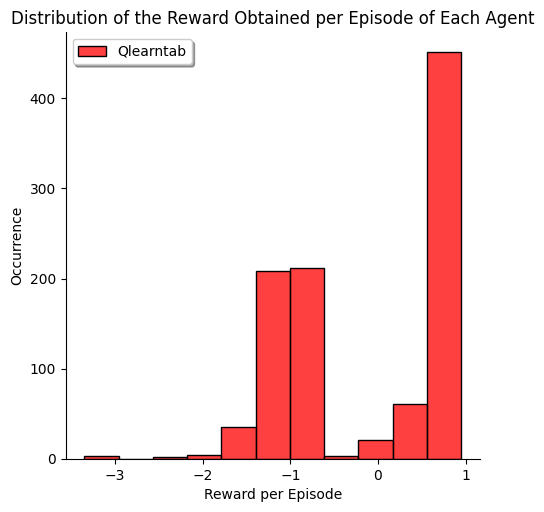 Distribution of the Reward Obtained per Episode of Each Agent
Qlearntab
Occurrence
400
300
200
100
0
−3
−2
−1
0
1
Reward per Episode